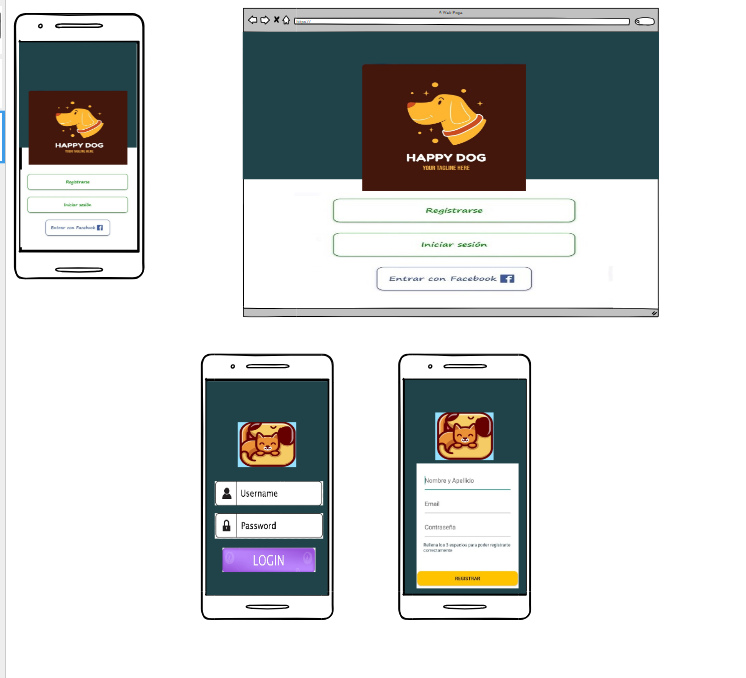 HAPPY DOG
YOUR TAGLINE HERE
Registrarse
Iniciar sesión
Entrar con Facebook
A Web Page
HAPPY DOG
YOUR TAGLINE HERE
Registrarse
Iniciar sesión
Entrar con Facebook
Username
Password
LOGIN
Nombre y Apellido
Email
Contraseña
Rellena los 3 espacios para poder registrarte
correctamente
REGISTRAR